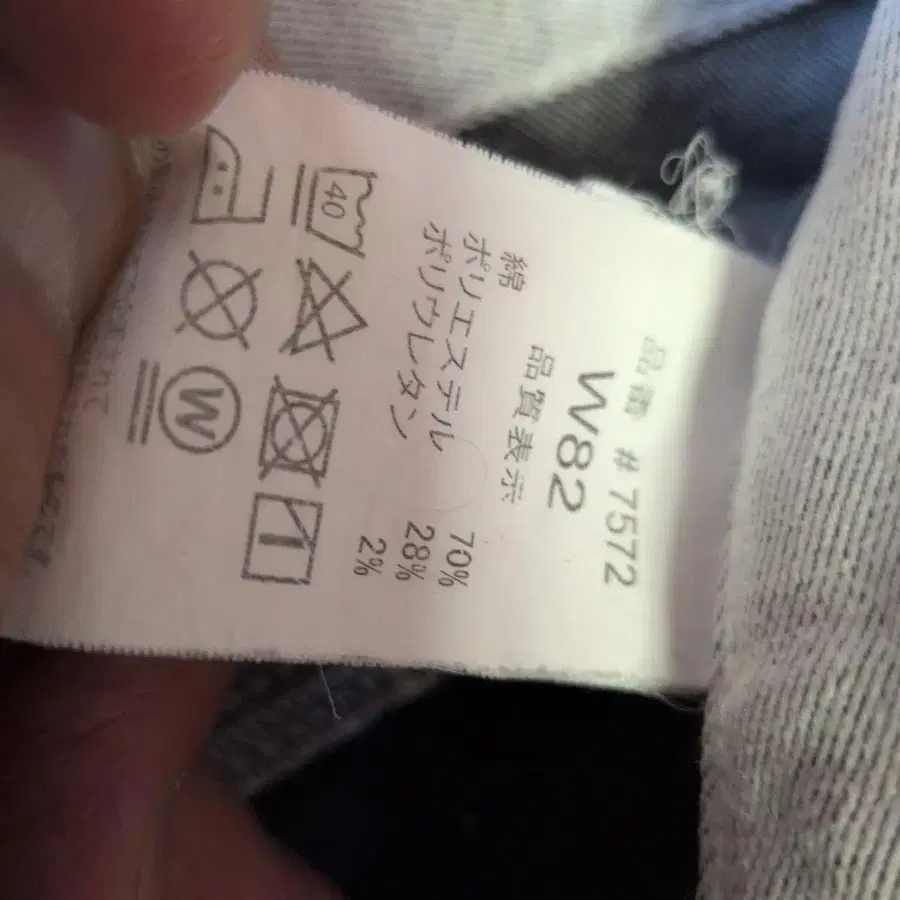 品番 # 7572
W82
品質表示
綿 70%
ポリエステル 28%
ポリウレタン 2%
40
W